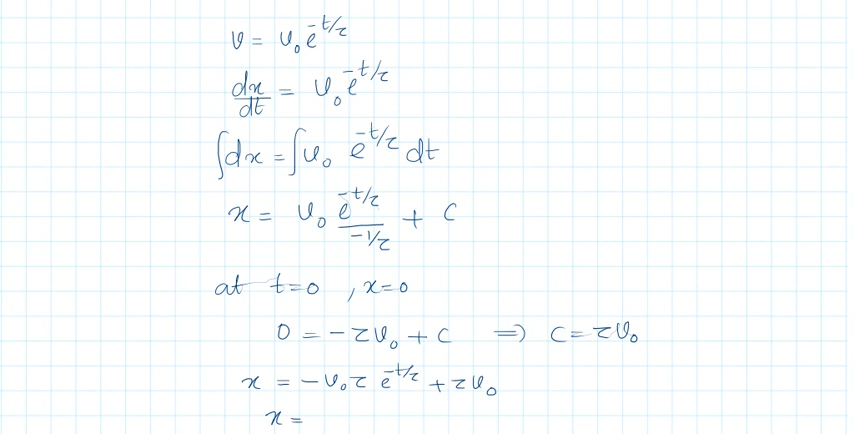 v = v₀ e^(-t/τ)
dx/dt = v₀ e^(-t/τ)
∫dx = ∫v₀ e^(-t/τ) dt
x = v₀ e^(-t/τ)/(-1/τ) + c
at t=0 , x=0
0 = -τv₀ + c ⟹ c = τv₀
x = -v₀τ e^(-t/τ) + τv₀
x =